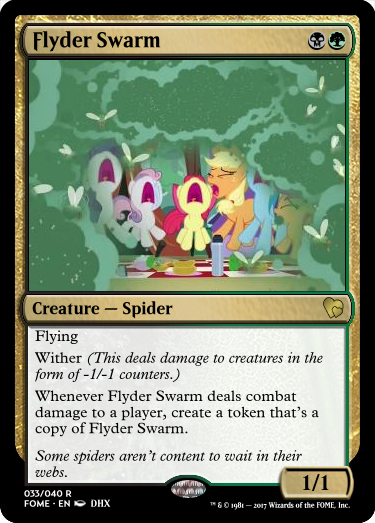 Flyder Swarm
Creature — Spider
Flying
Wither (This deals damage to creatures in the
form of -1/-1 counters.)
Whenever Flyder Swarm deals combat
damage to a player, create a token that's a
copy of Flyder Swarm.
Some spiders aren't content to wait in their
webs.
1/1
033/040 R
FOME • EN DHX
™ & © 1981 — 2017 Wizards of the FOME, Inc.